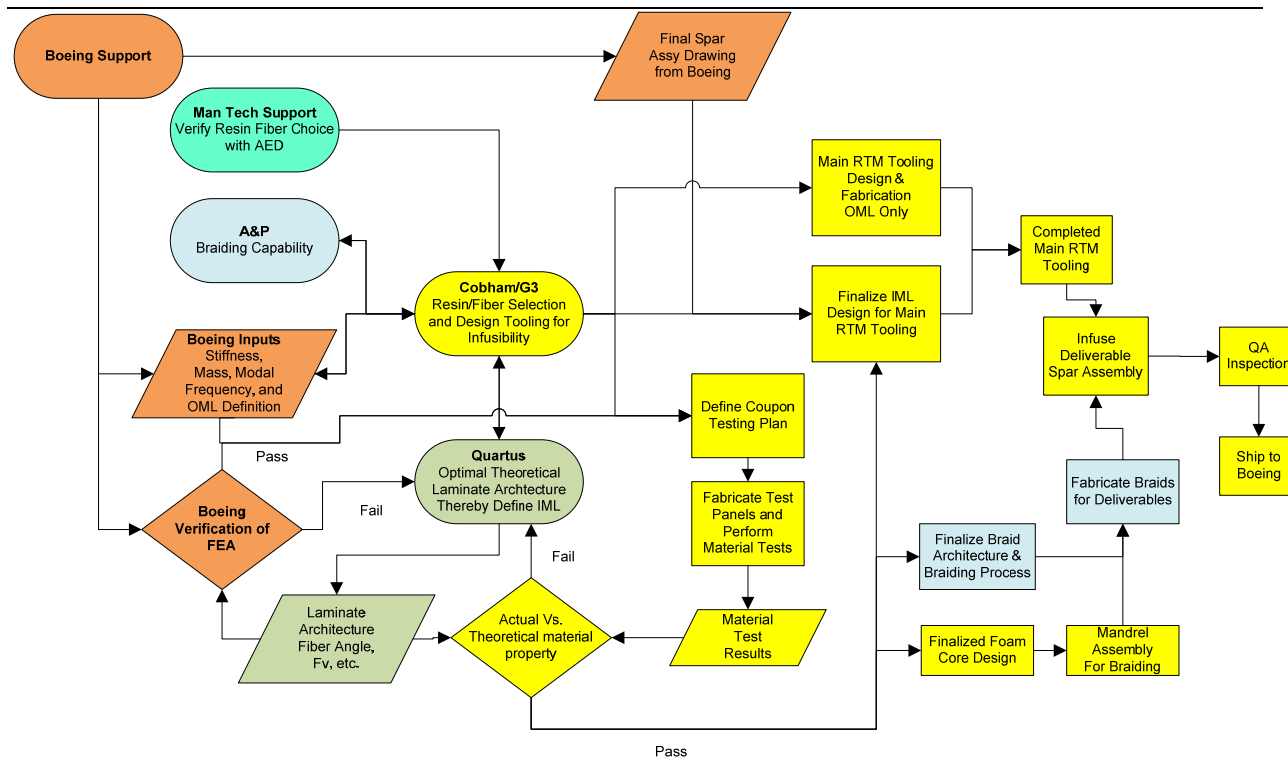 Boeing Support
Final Spar
Assy Drawing
from Boeing
Man Tech Support
Verify Resin Fiber Choice
with AED
Main RTM Tooling
Design &
Fabrication
OML Only
A&P
Braiding Capability
Completed
Main RTM
Tooling
Cobham/G3
Resin/Fiber Selection
and Design Tooling for
Infusibility
Finalize IML
Design for Main
RTM Tooling
Boeing Inputs
Stiffness,
Mass, Modal
Frequency, and
OML Definition
Infuse
Deliverable
Spar Assembly
QA
Inspection
Define Coupon
Testing Plan
Pass
Quartus
Optimal Theoretical
Laminate Archtecture
Thereby Define IML
Ship to
Boeing
Fabricate Braids
for Deliverables
Boeing
Verification of
FEA
Fail
Fabricate Test
Panels and
Perform
Material Tests
Finalize Braid
Architecture &
Braiding Process
Fail
Laminate
Architecture
Fiber Angle,
Fv, etc.
Actual Vs.
Theoretical material
property
Material
Test
Results
Finalized Foam
Core Design
Mandrel
Assembly
For Braiding
Pass